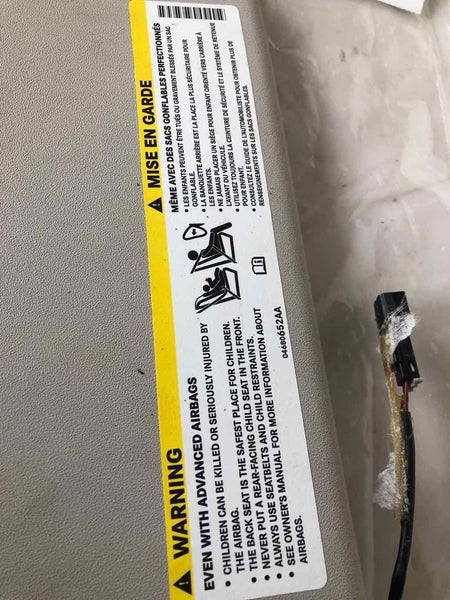 WARNING
EVEN WITH ADVANCED AIRBAGS
• CHILDREN CAN BE KILLED OR SERIOUSLY INJURED BY
THE AIRBAG.
• THE BACK SEAT IS THE SAFEST PLACE FOR CHILDREN.
• NEVER PUT A REAR-FACING CHILD SEAT IN THE FRONT.
• ALWAYS USE SEATBELTS AND CHILD RESTRAINTS.
• SEE OWNER'S MANUAL FOR MORE INFORMATION ABOUT
AIRBAGS.
04680652AA
MISE EN GARDE
MÊME AVEC DES SACS GONFLABLES PERFECTIONNÉS
• LES ENFANTS PEUVENT ÊTRE TUÉS OU GRAVEMENT BLESSÉS PAR UN SAC
GONFLABLE.
• LA BANQUETTE ARRIÈRE EST LA PLACE LA PLUS SÉCURITAIRE POUR
LES ENFANTS.
• NE JAMAIS PLACER UN SIÈGE POUR ENFANT ORIENTÉ VERS L'ARRIÈRE À
L'AVANT DU VÉHICULE.
• UTILISEZ TOUJOURS LA CEINTURE DE SÉCURITÉ ET LE SYSTÈME DE RETENUE
POUR ENFANT.
• CONSULTEZ LE GUIDE DE L'AUTOMOBILISTE POUR OBTENIR PLUS DE
RENSEIGNEMENTS SUR LES SACS GONFLABLES.